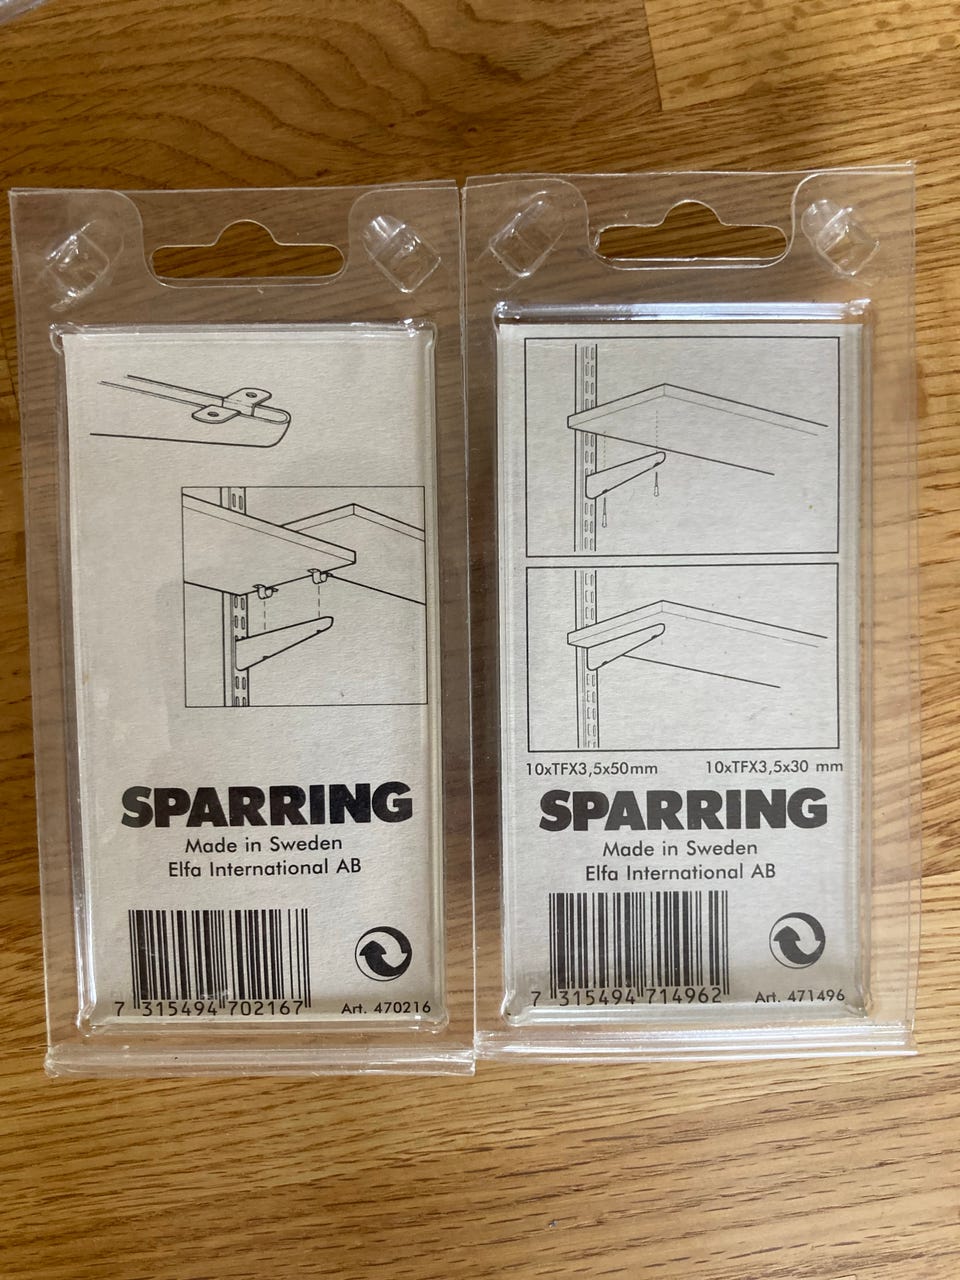 SPARRING
Made in Sweden
Elfa International AB
7 315494 702167
Art. 470216
10xTFX3,5x50mm 10xTFX3,5x30 mm
SPARRING
Made in Sweden
Elfa International AB
7 315494 714962
Art. 471496